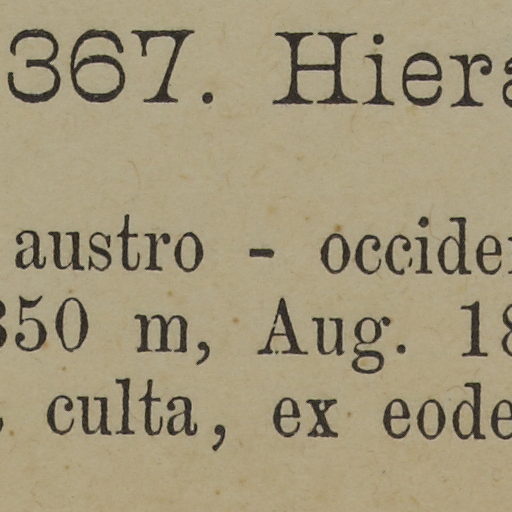 367. Hiera
austro - occide
350 m, Aug. 18
culta, ex eode